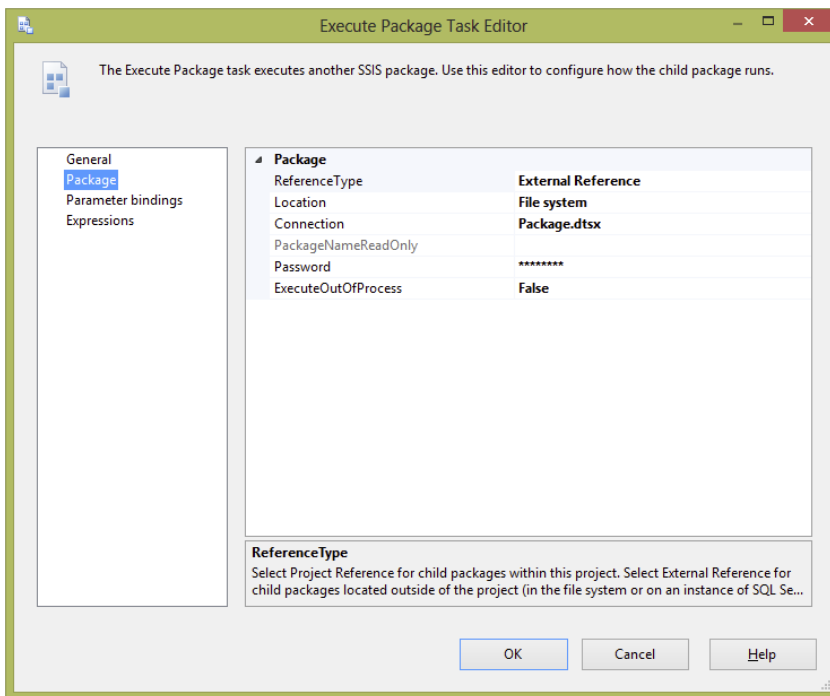 Execute Package Task Editor
The Execute Package task executes another SSIS package. Use this editor to configure how the child package runs.
General
Package
Parameter bindings
Expressions
Package
ReferenceType External Reference
Location File system
Connection Package.dtsx
PackageNameReadOnly
Password ********
ExecuteOutOfProcess False
ReferenceType
Select Project Reference for child packages within this project. Select External Reference for
child packages located outside of the project (in the file system or on an instance of SQL Se...
OK Cancel Help